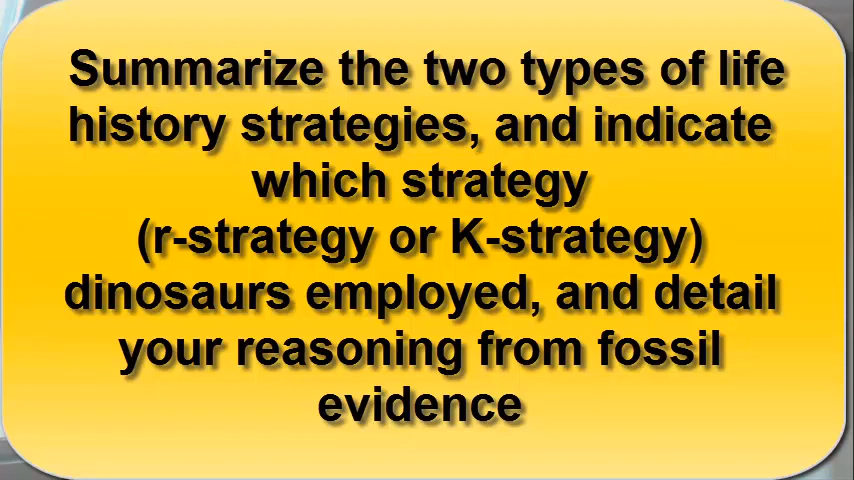 Summarize the two types of life
history strategies, and indicate
which strategy
(r-strategy or K-strategy)
dinosaurs employed, and detail
your reasoning from fossil
evidence